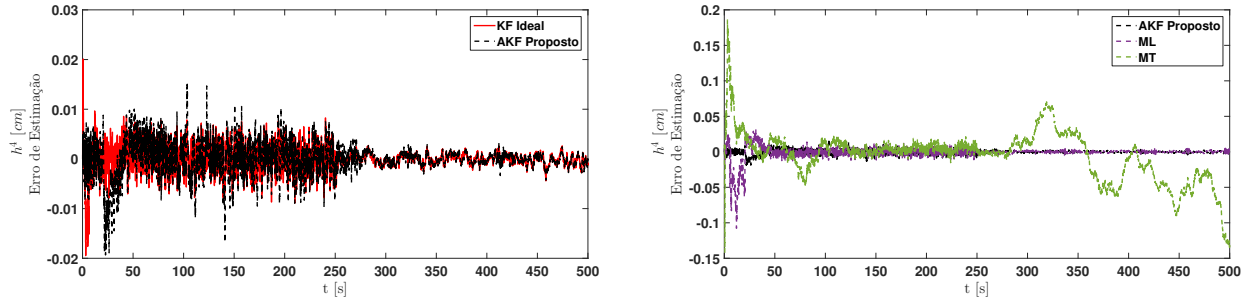 h⁴ [cm]
Erro de Estimação
0.03
0.02
0.01
0
-0.01
-0.02
0 50 100 150 200 250 300 350 400 450 500
t [s]
KF Ideal
AKF Proposto
h⁴ [cm]
Erro de Estimação
0.2
0.15
0.1
0.05
0
-0.05
-0.1
-0.15
0 50 100 150 200 250 300 350 400 450 500
t [s]
AKF Proposto
ML
MT